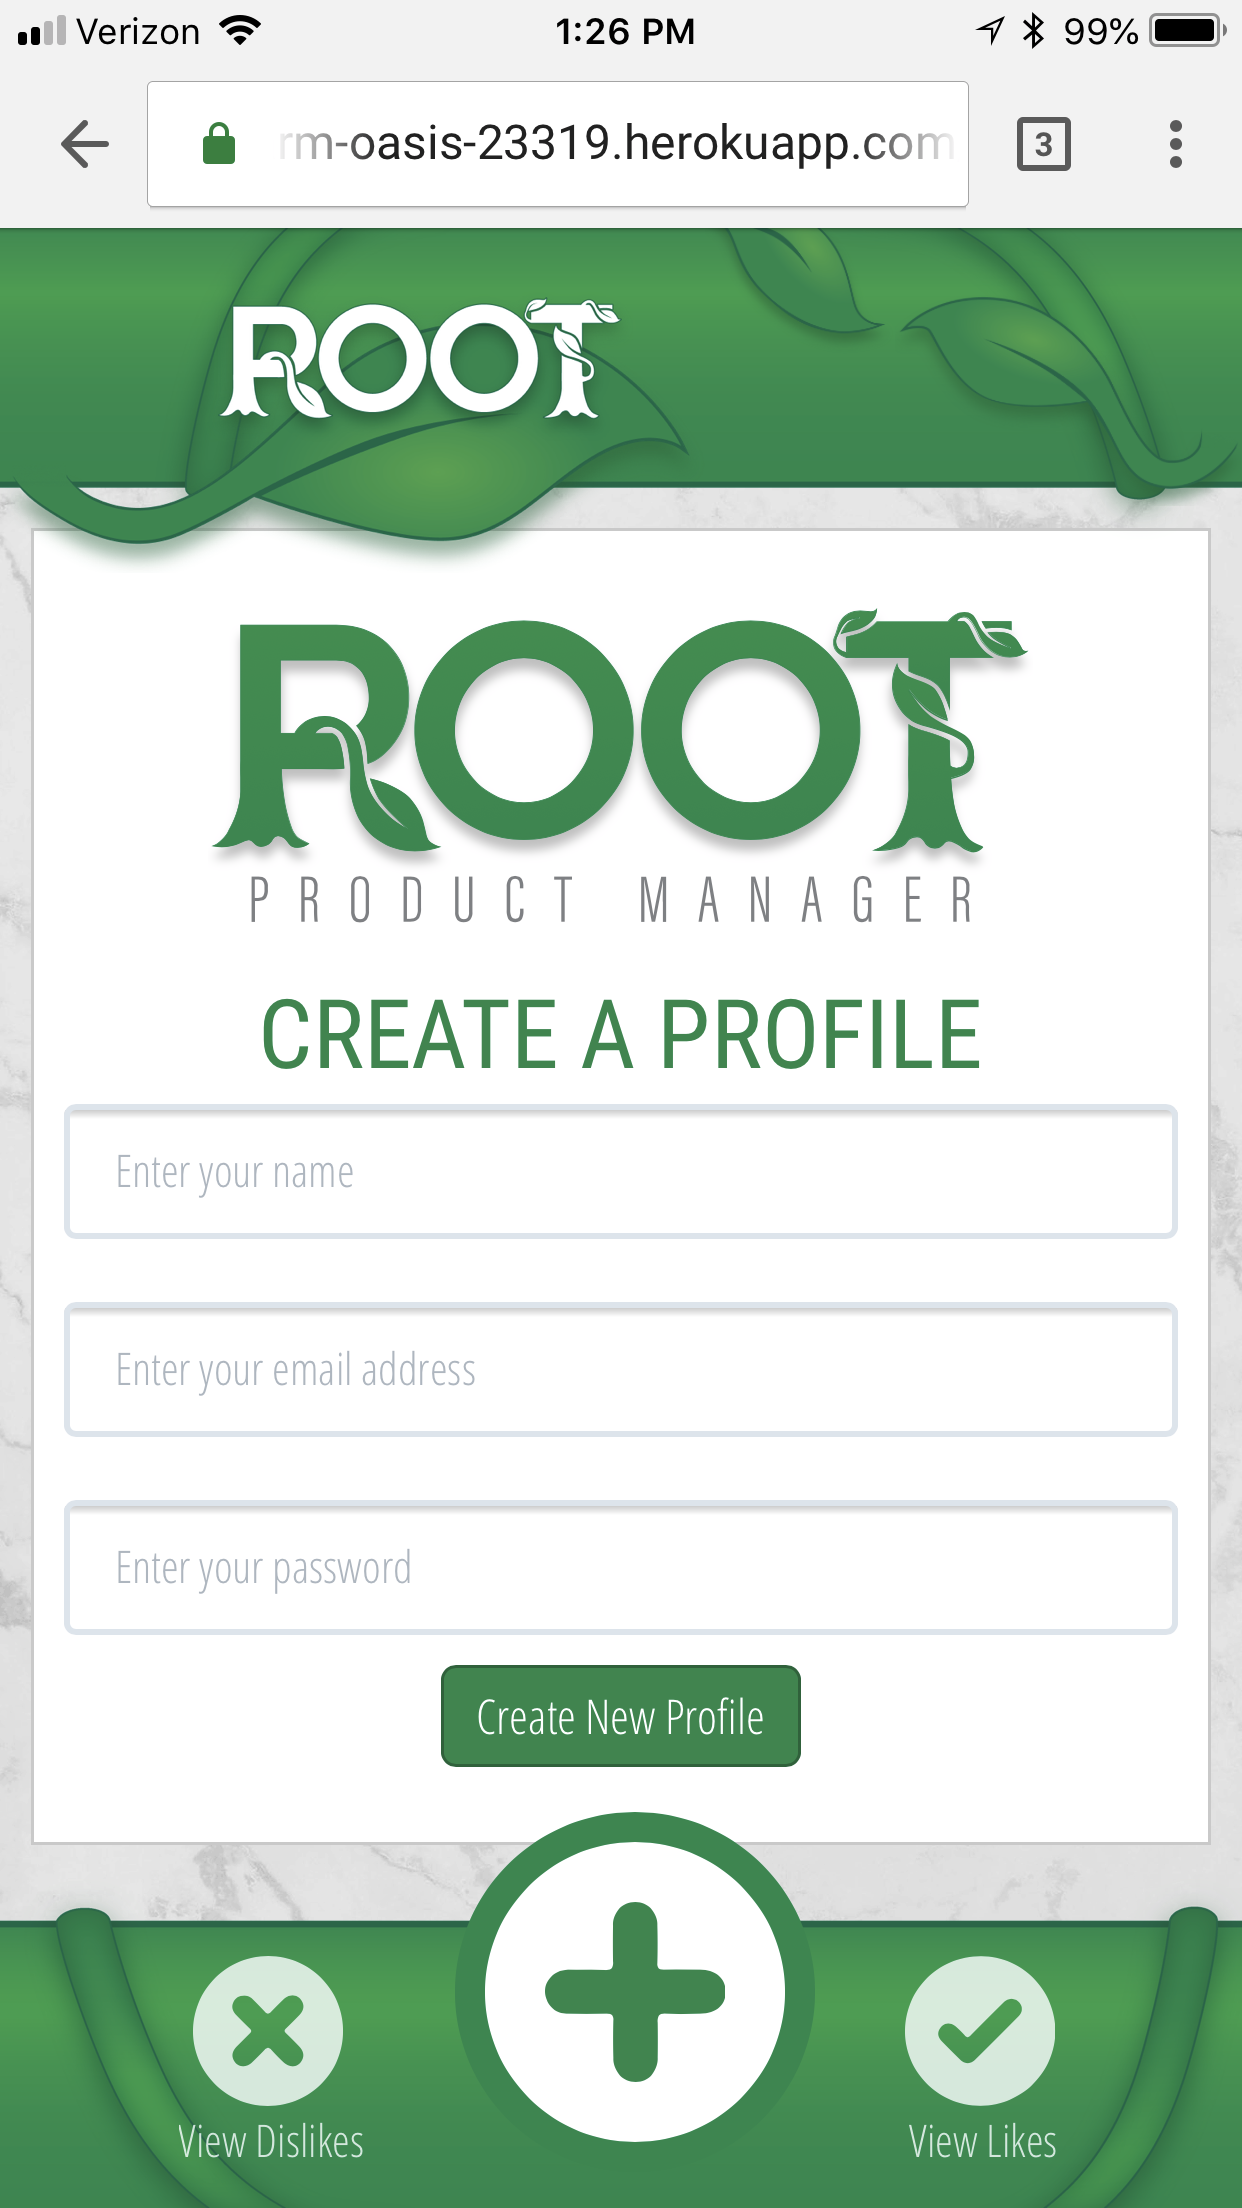 Verizon 1:26 PM 99%
rm-oasis-23319.herokuapp.com 3
ROOT
ROOT
PRODUCT MANAGER
CREATE A PROFILE
Enter your name
Enter your email address
Enter your password
Create New Profile
View Dislikes View Likes